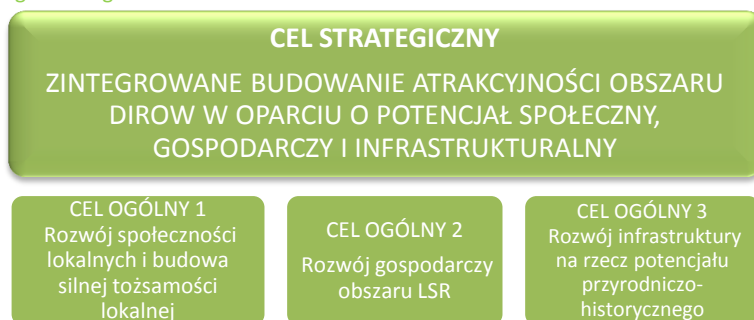 CEL STRATEGICZNY
ZINTEGROWANE BUDOWANIE ATRAKCYJNOŚCI OBSZARU
DIROW W OPARCIU O POTENCJAŁ SPOŁECZNY,
GOSPODARCZY I INFRASTRUKTURALNY
CEL OGÓLNY 1
Rozwój społeczności
lokalnych i budowa
silnej tożsamości
lokalnej
CEL OGÓLNY 2
Rozwój gospodarczy
obszaru LSR
CEL OGÓLNY 3
Rozwój infrastruktury
na rzecz potencjału
przyrodniczo-
historycznego